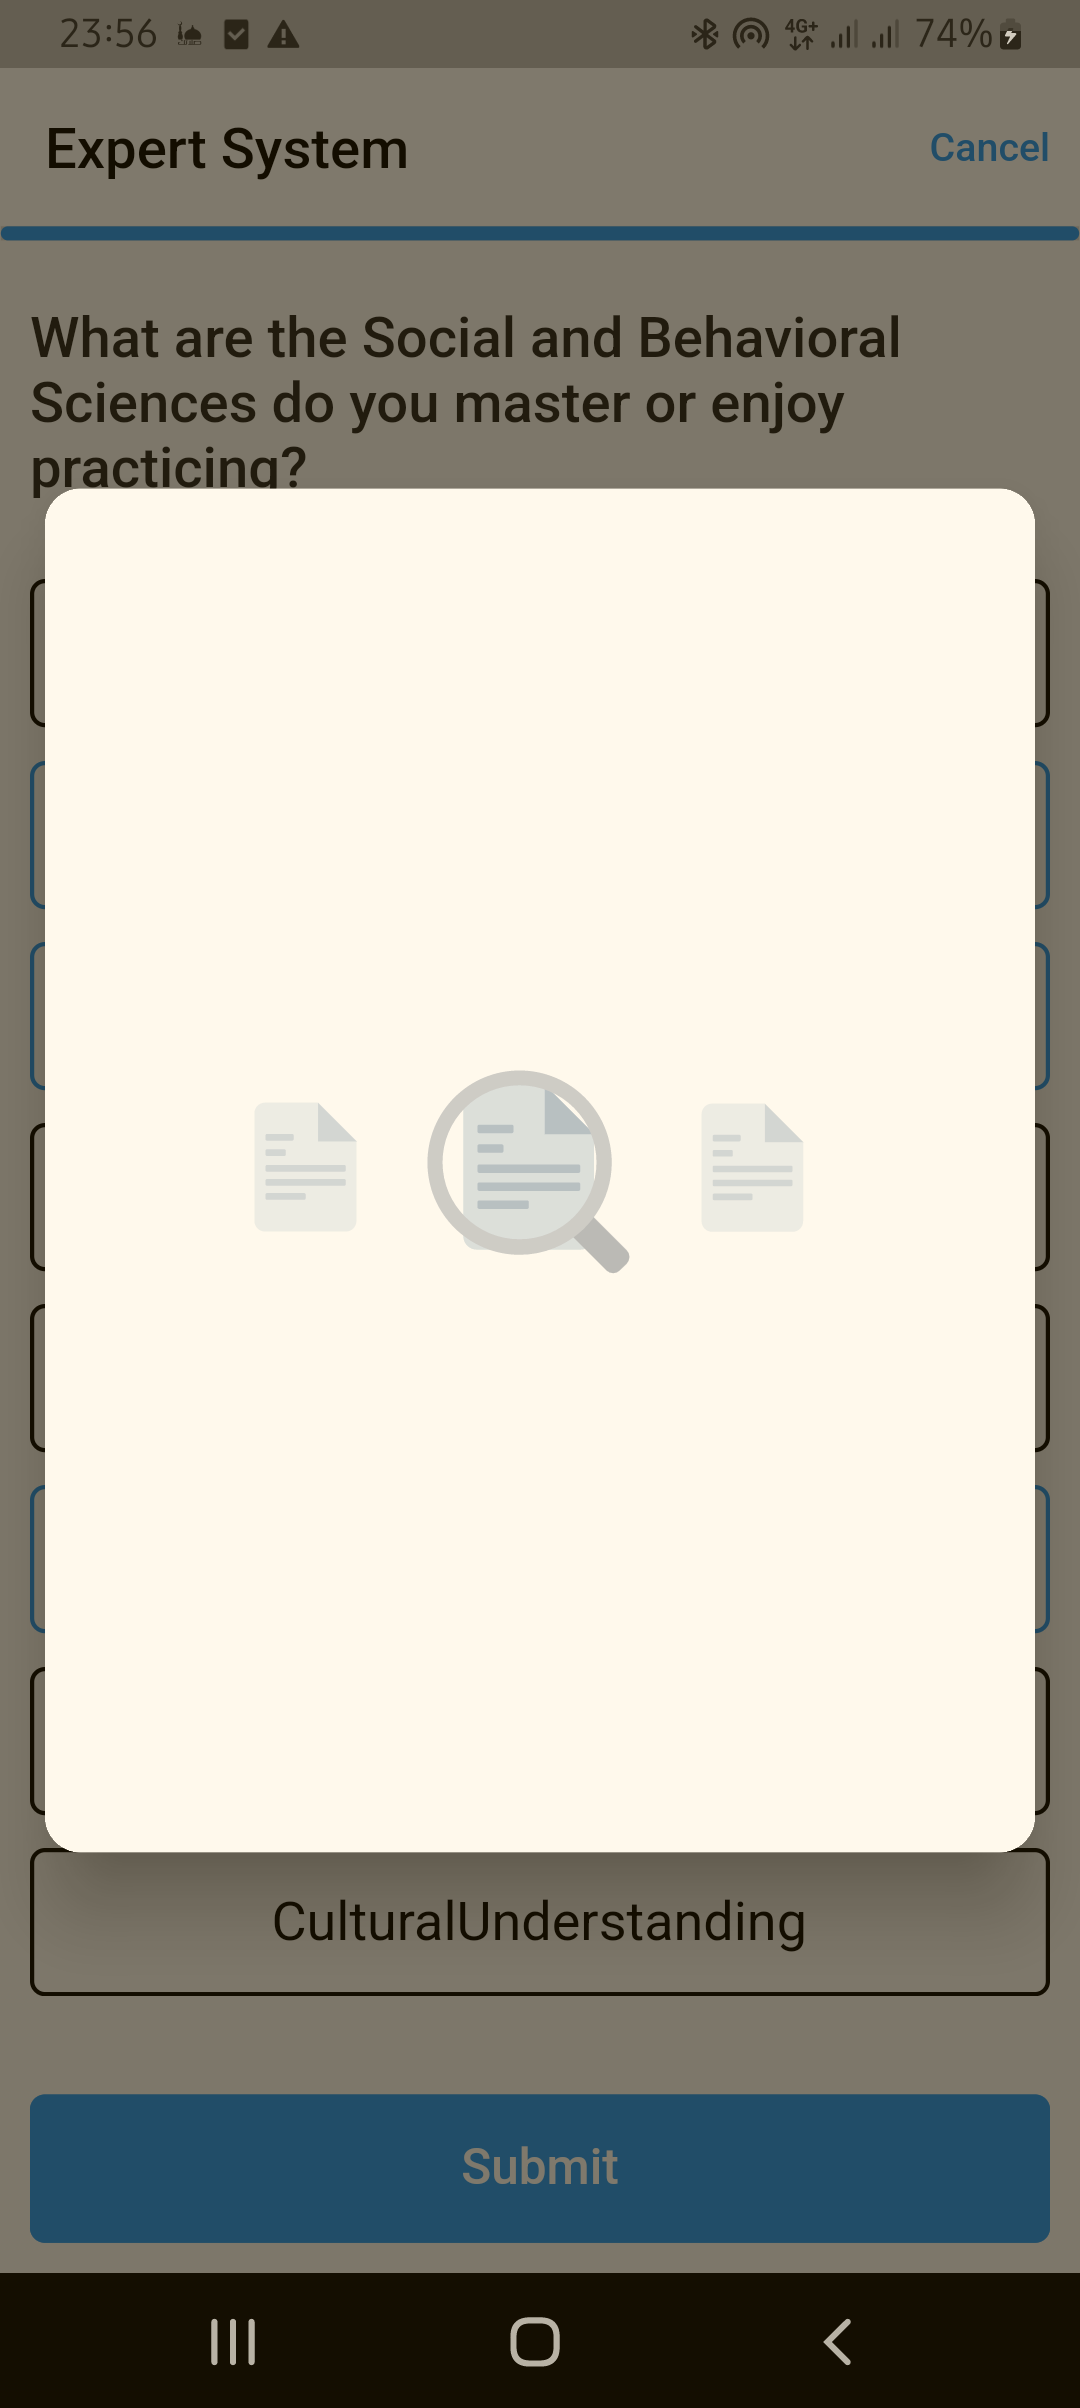 23:56
4G+
74%
Expert System
Cancel
What are the Social and Behavioral
Sciences do you master or enjoy
practicing?
CulturalUnderstanding
Submit